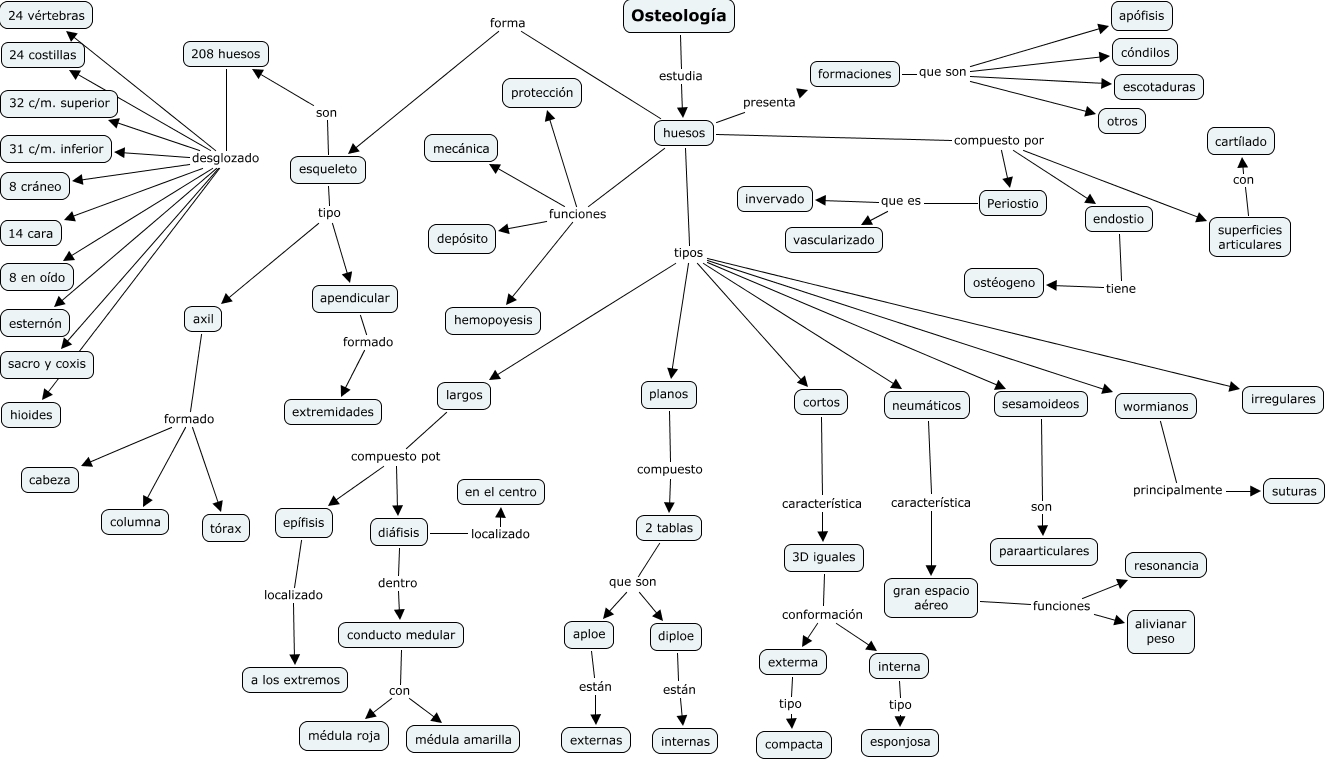 Osteología
estudia
huesos
forma
esqueleto
son
208 huesos
desglozado
24 vértebras
24 costillas
32 c/m. superior
31 c/m. inferior
8 cráneo
14 cara
8 en oído
esternón
sacro y coxis
hioides
tipo
axil
formado
cabeza
columna
tórax
apendicular
formado
extremidades
funciones
protección
mecánica
depósito
hemopoyesis
presenta
formaciones
que son
apófisis
cóndilos
escotaduras
otros
compuesto por
Periostio
que es
invervado
vascularizado
endostio
tiene
ostéogeno
superficies
articulares
con
cartílado
tipos
largos
compuesto pot
epífisis
localizado
a los extremos
diáfisis
localizado
en el centro
dentro
conducto medular
con
médula roja
médula amarilla
planos
compuesto
2 tablas
que son
aploe
están
externas
diploe
están
internas
cortos
característica
3D iguales
conformación
exterma
tipo
compacta
interna
tipo
esponjosa
neumáticos
característica
gran espacio
aéreo
funciones
resonancia
alivianar
peso
sesamoideos
son
paraarticulares
wormianos
principalmente
suturas
irregulares